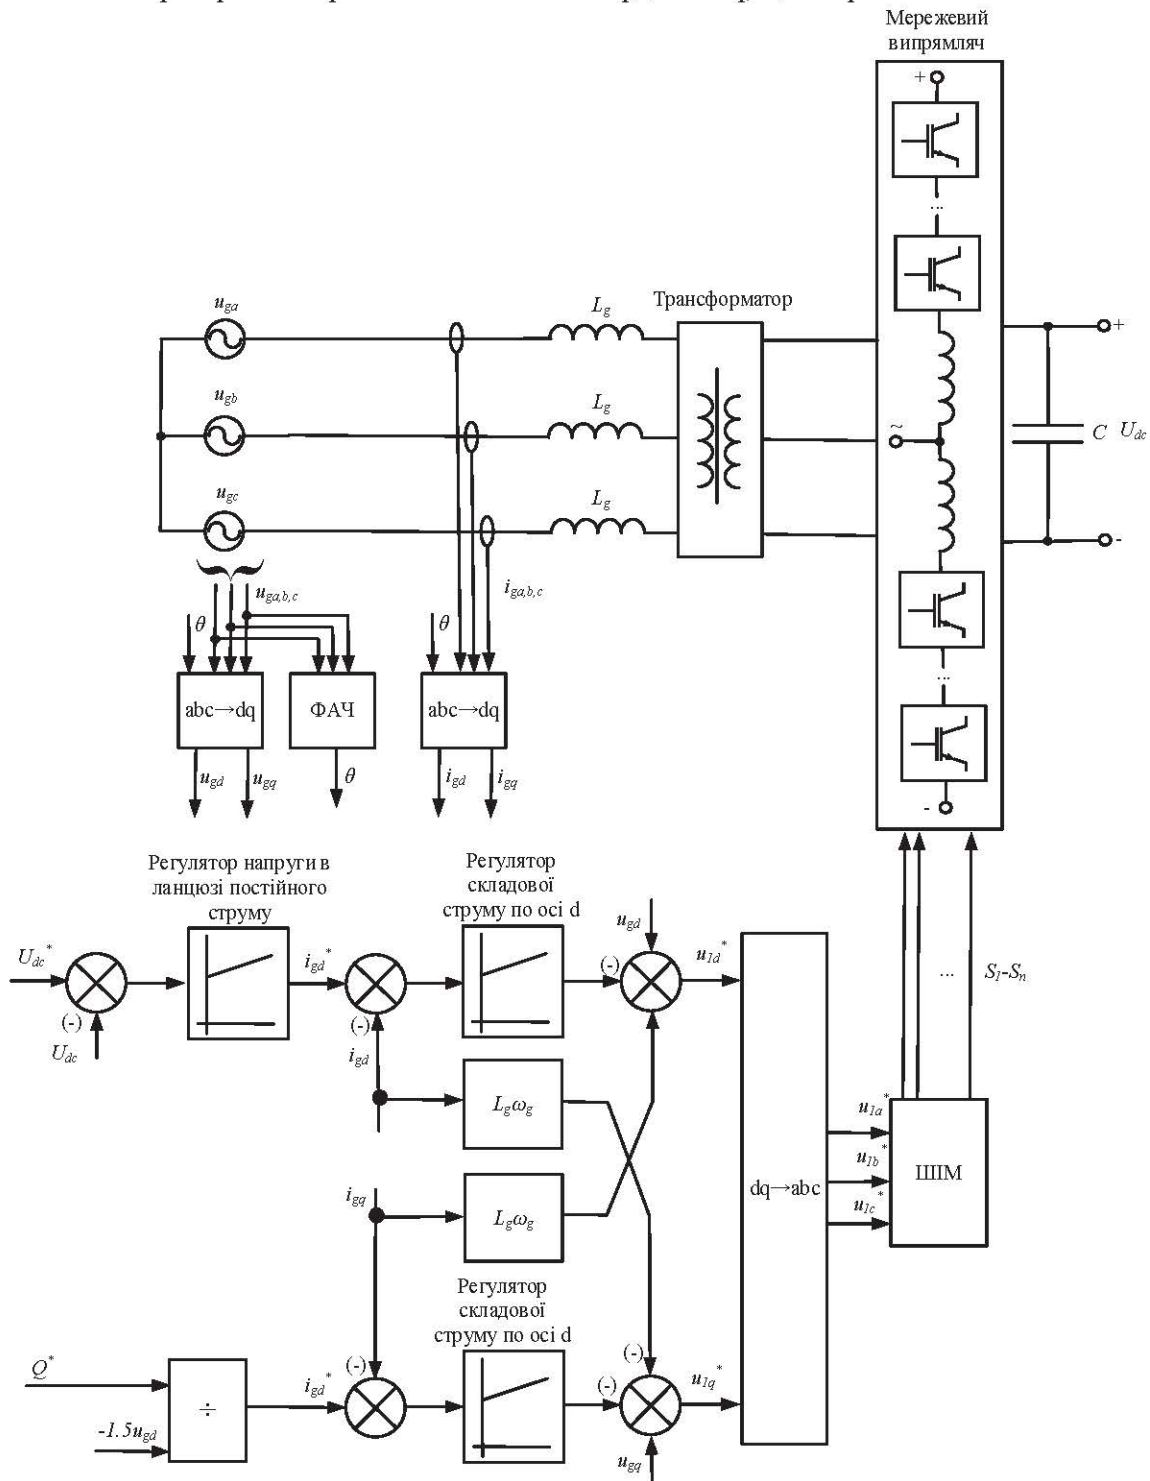 Мережевий
випрямляч
+
...
Трансформатор
u_ga
L_g
+
u_gb
L_g
~
C U_dc
u_gc
L_g
-
u_ga,b,c
i_ga,b,c
θ
θ
...
abc→dq
ФАЧ
abc→dq
u_gd
u_gq
θ
i_gd
i_gq
-
Регулятор напруги в
ланцюзі постійного
струму
Регулятор
складової
струму по осі d
u_gd
U_dc*
i_gd*
(-)
u_1d*
(-)
(-)
U_dc
i_gd
... S_1-S_n
L_gω_g
u_1a*
u_1b*
u_1c*
ШІМ
dq→abc
i_gq
L_gω_g
Регулятор
складової
струму по осі d
Q*
i_gd*
(-)
(-)
(-)
u_1q*
÷
-1.5u_gd
u_gq